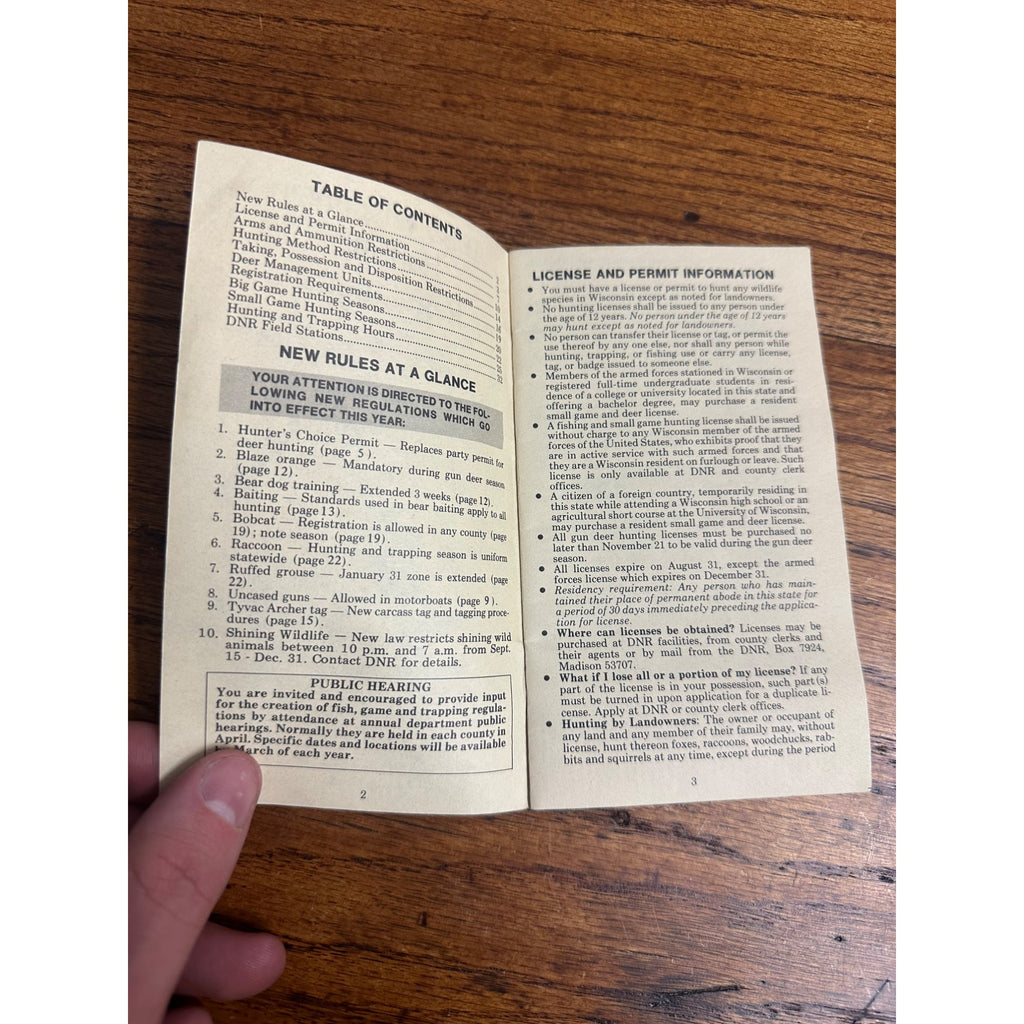 TABLE OF CONTENTS
New Rules at a Glance
License and Permit Information
Arms and Ammunition Restrictions
Hunting Method Restrictions
Taking, Possession and Disposition Restrictions
Deer Management Units
Registration Requirements
Big Game Hunting Seasons
Small Game Hunting Seasons
Hunting and Trapping Hours
DNR Field Stations
NEW RULES AT A GLANCE
YOUR ATTENTION IS DIRECTED TO THE FOL-
LOWING NEW REGULATIONS WHICH GO
INTO EFFECT THIS YEAR:
1. Hunter's Choice Permit — Replaces party permit for
deer hunting (page 5 ).
2. Blaze orange — Mandatory during gun deer season
(page 12).
3. Bear dog training — Extended 3 weeks (page 12).
4. Baiting — Standards used in bear baiting apply to all
hunting (page 13).
5. Bobcat — Registration is allowed in any county (page
19); note season (page 19).
6. Raccoon — Hunting and trapping season is uniform
statewide (page 22).
7. Ruffed grouse — January 31 zone is extended (page
22).
8. Uncased guns — Allowed in motorboats (page 9).
9. Tyvac Archer tag — New carcass tag and tagging proce-
dures (page 15).
10. Shining Wildlife — New law restricts shining wild
animals between 10 p.m. and 7 a.m. from Sept.
15 - Dec. 31. Contact DNR for details.
PUBLIC HEARING
You are invited and encouraged to provide input
for the creation of fish, game and trapping regula-
tions by attendance at annual department public
hearings. Normally they are held in each county in
April. Specific dates and locations will be available
by March of each year.
2
LICENSE AND PERMIT INFORMATION
• You must have a license or permit to hunt any wildlife
species in Wisconsin except as noted for landowners.
• No hunting licenses shall be issued to any person under
the age of 12 years. No person under the age of 12 years
may hunt except as noted for landowners.
• No person can transfer their license or tag, or permit the
use thereof by any one else, nor shall any person while
hunting, trapping, or fishing use or carry any license,
tag, or badge issued to someone else.
• Members of the armed forces stationed in Wisconsin or
registered full-time undergraduate students in resi-
dence of a college or university located in this state and
offering a bachelor degree, may purchase a resident
small game and deer license.
• A fishing and small game hunting license shall be issued
without charge to any Wisconsin member of the armed
forces of the United States, who exhibits proof that they
are in active service with such armed forces and that
they are a Wisconsin resident on furlough or leave. Such
license is only available at DNR and county clerk
offices.
• A citizen of a foreign country, temporarily residing in
this state while attending a Wisconsin high school or an
agricultural short course at the University of Wisconsin,
may purchase a resident small game and deer license.
• All gun deer hunting licenses must be purchased no
later than November 21 to be valid during the gun deer
season.
• All licenses expire on August 31, except the armed
forces license which expires on December 31.
• Residency requirement: Any person who has main-
tained their place of permanent abode in this state for
a period of 30 days immediately preceding the applica-
tion for license.
• Where can licenses be obtained? Licenses may be
purchased at DNR facilities, from county clerks and
their agents or by mail from the DNR, Box 7924,
Madison 53707.
• What if I lose all or a portion of my license? If any
part of the license is in your possession, such part(s)
must be turned in upon application for a duplicate li-
cense. Apply at DNR or county clerk offices.
• Hunting by Landowners: The owner or occupant of
any land and any member of their family may, without
license, hunt thereon foxes, raccoons, woodchucks, rab-
bits and squirrels at any time, except during the period
3